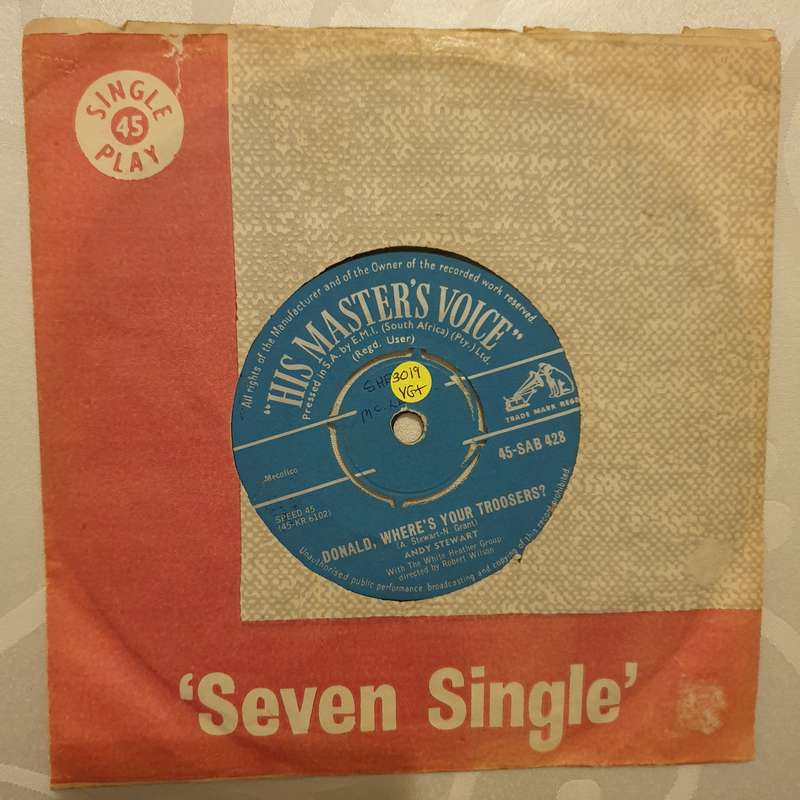 SINGLE
45
PLAY
All rights of the Manufacturer and of the Owner of the recorded work reserved.
"HIS MASTER'S VOICE"
Pressed in S.A. by E.M.I. (South Africa) (Pty.) Ltd.
(Regd. User)
3019
VG+
TRADE MARK REGD
45-SAB 428
Mecolico
SPEED 45
(45-KR 6102)
DONALD, WHERE'S YOUR TROOSERS?
(A. Stewart-N. Grant)
ANDY STEWART
With The White Heather Group
directed by Robert Wilson
Unauthorised public performance, broadcasting and copying of this record prohibited.
'Seven Single'